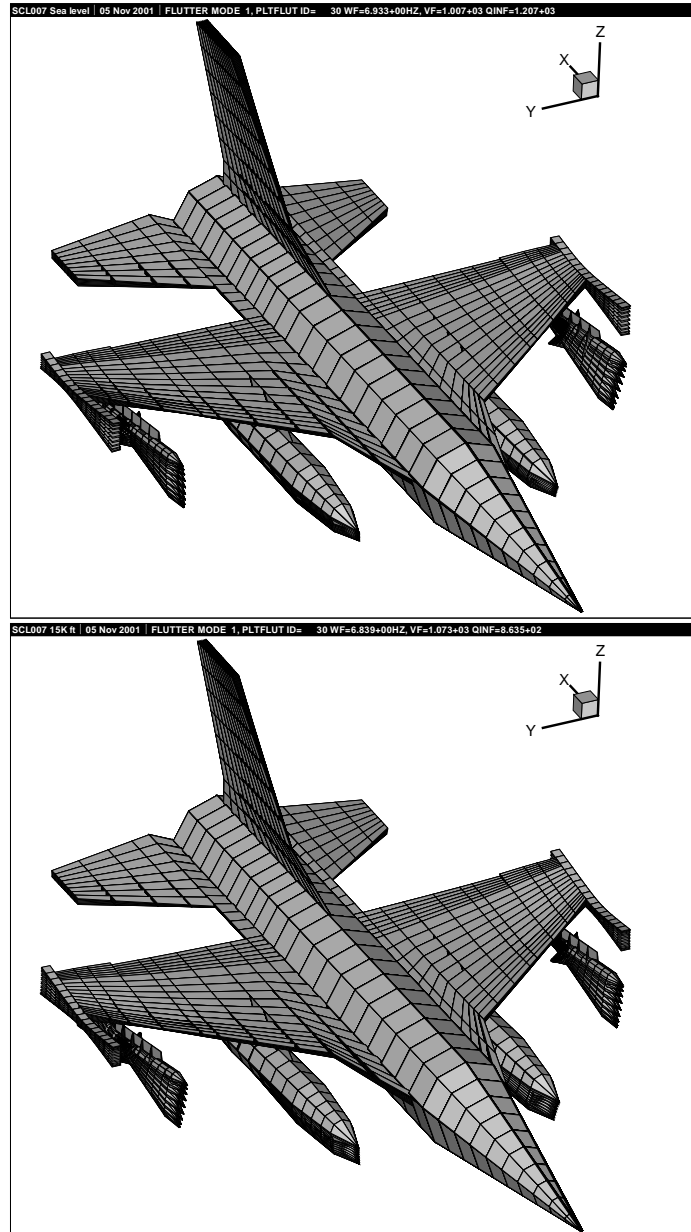 SCL007 Sea level | 05 Nov 2001 | FLUTTER MODE 1, PLTFLUT ID= 30 WF=6.933+00HZ, VF=1.007+03 QINF=1.207+03
Z
X
Y
SCL007 15K ft | 05 Nov 2001 | FLUTTER MODE 1, PLTFLUT ID= 30 WF=6.839+00HZ, VF=1.073+03 QINF=8.635+02
Z
X
Y